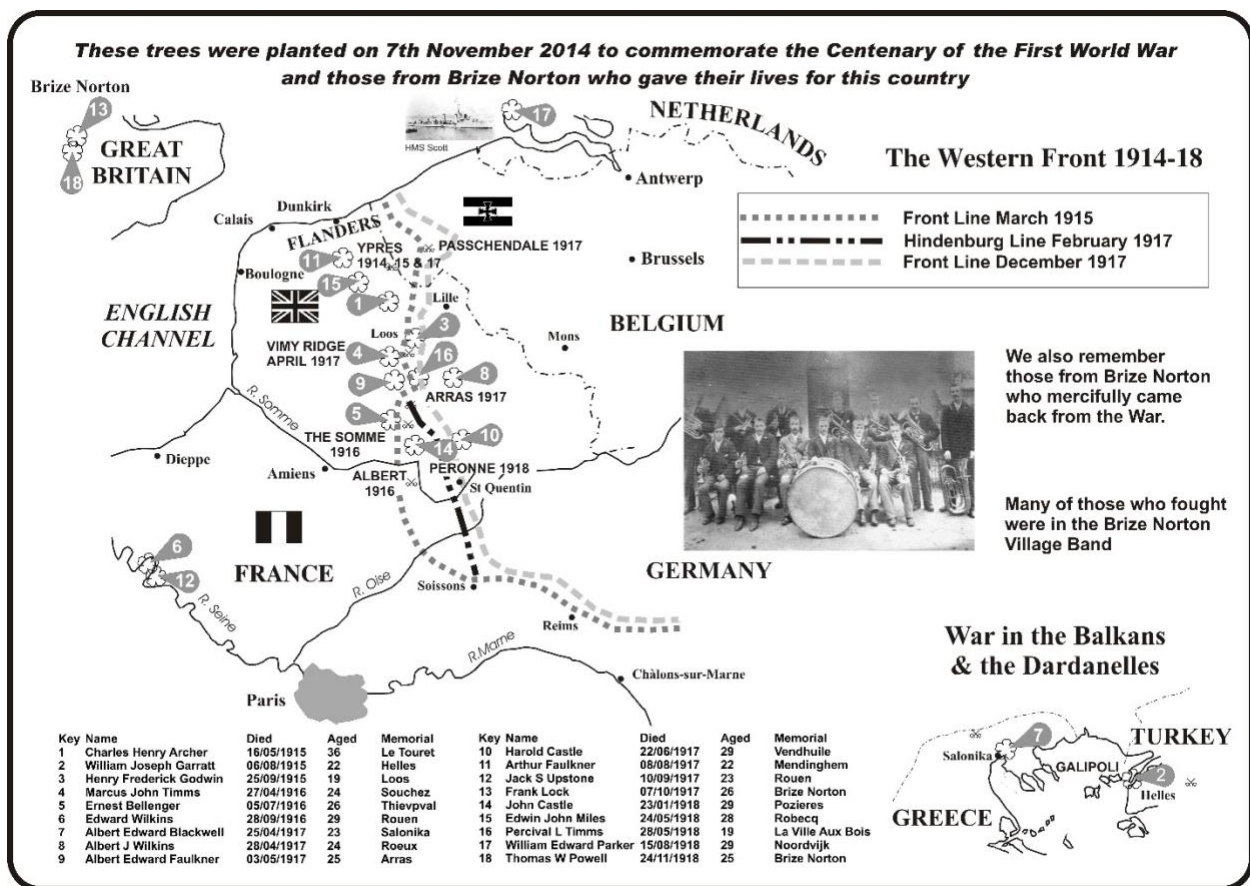 These trees were planted on 7th November 2014 to commemorate the Centenary of the First World War
and those from Brize Norton who gave their lives for this country
Brize Norton
13
GREAT
BRITAIN
18
HMS Scott
17
NETHERLANDS
The Western Front 1914-18
Antwerp
Front Line March 1915
Hindenburg Line February 1917
Front Line December 1917
Dunkirk
Calais
FLANDERS
YPRES
1914, 15 & 17
PASSCHENDALE 1917
11
Boulogne
15
1
Brussels
ENGLISH
CHANNEL
Lille
BELGIUM
Loos
3
Mons
VIMY RIDGE
APRIL 1917
4
16
9
8
ARRAS 1917
We also remember
those from Brize Norton
who mercifully came
back from the War.
R. Somme
5
THE SOMME
1916
10
14
Dieppe
Amiens
ALBERT
1916
PERONNE 1918
St Quentin
Many of those who fought
were in the Brize Norton
Village Band
6
12
FRANCE
GERMANY
R. Seine
R. Oise
Soissons
Reims
R.Marne
Paris
Châlons-sur-Marne
War in the Balkans
& the Dardanelles
7
Salonika
TURKEY
GALIPOLI
2
Helles
GREECE
Key Name Died Aged Memorial
1 Charles Henry Archer 16/05/1915 36 Le Touret
2 William Joseph Garratt 06/08/1915 22 Helles
3 Henry Frederick Godwin 25/09/1915 19 Loos
4 Marcus John Timms 27/04/1916 24 Souchez
5 Ernest Bellenger 05/07/1916 26 Thievpval
6 Edward Wilkins 28/09/1916 29 Rouen
7 Albert Edward Blackwell 25/04/1917 23 Salonika
8 Albert J Wilkins 28/04/1917 24 Roeux
9 Albert Edward Faulkner 03/05/1917 25 Arras
Key Name Died Aged Memorial
10 Harold Castle 22/06/1917 29 Vendhuile
11 Arthur Faulkner 08/08/1917 22 Mendinghem
12 Jack S Upstone 10/09/1917 23 Rouen
13 Frank Lock 07/10/1917 26 Brize Norton
14 John Castle 23/01/1918 29 Pozieres
15 Edwin John Miles 24/05/1918 28 Robecq
16 Percival L Timms 28/05/1918 19 La Ville Aux Bois
17 William Edward Parker 15/08/1918 29 Noordvijk
18 Thomas W Powell 24/11/1918 25 Brize Norton